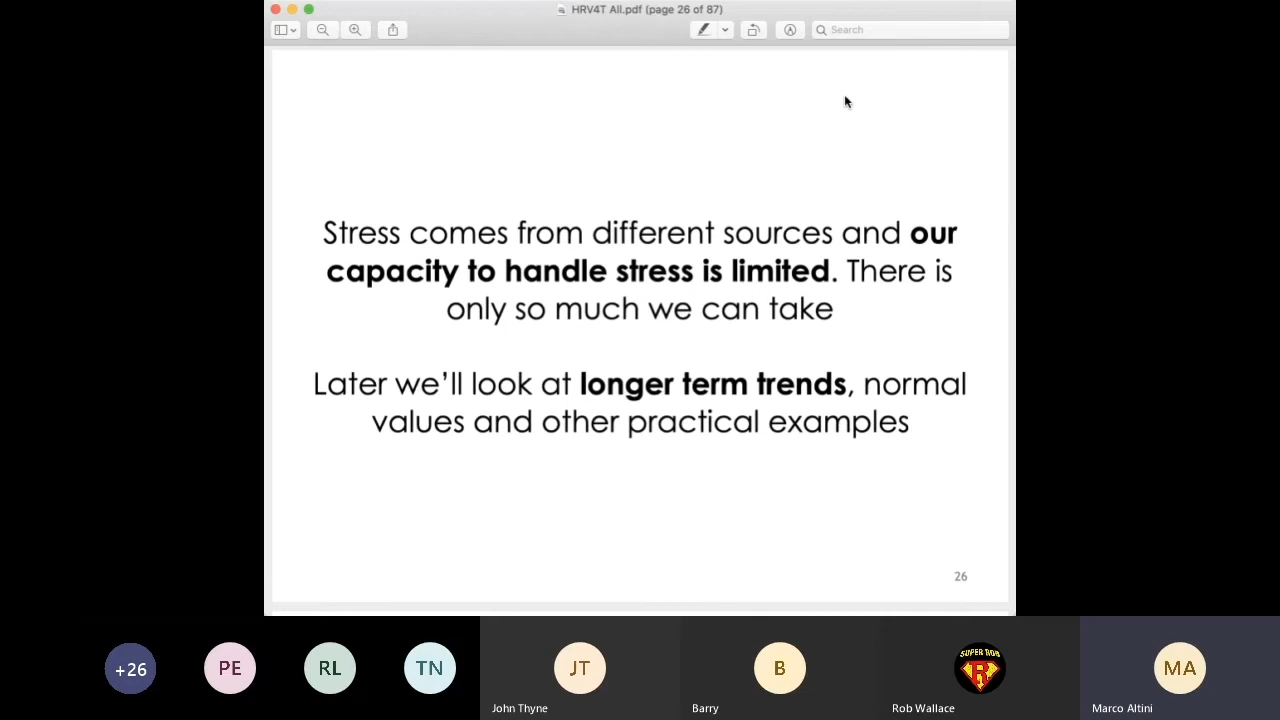 HRV4T All.pdf (page 26 of 87)
Search
Stress comes from different sources and our
capacity to handle stress is limited. There is
only so much we can take
Later we'll look at longer term trends, normal
values and other practical examples
26
+26
PE
RL
TN
JT
B
SUPER ROB
R
MA
John Thyne
Barry
Rob Wallace
Marco Altini